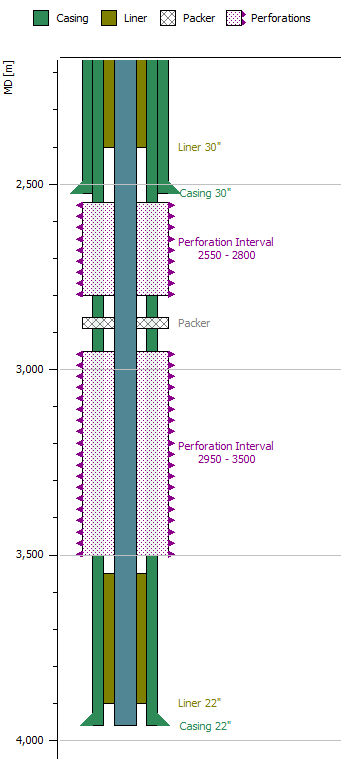 Casing Liner Packer Perforations
MD [m]
Liner 30"
2,500
Casing 30"
Perforation Interval
2550 - 2800
Packer
3,000
Perforation Interval
2950 - 3500
3,500
Liner 22"
Casing 22"
4,000